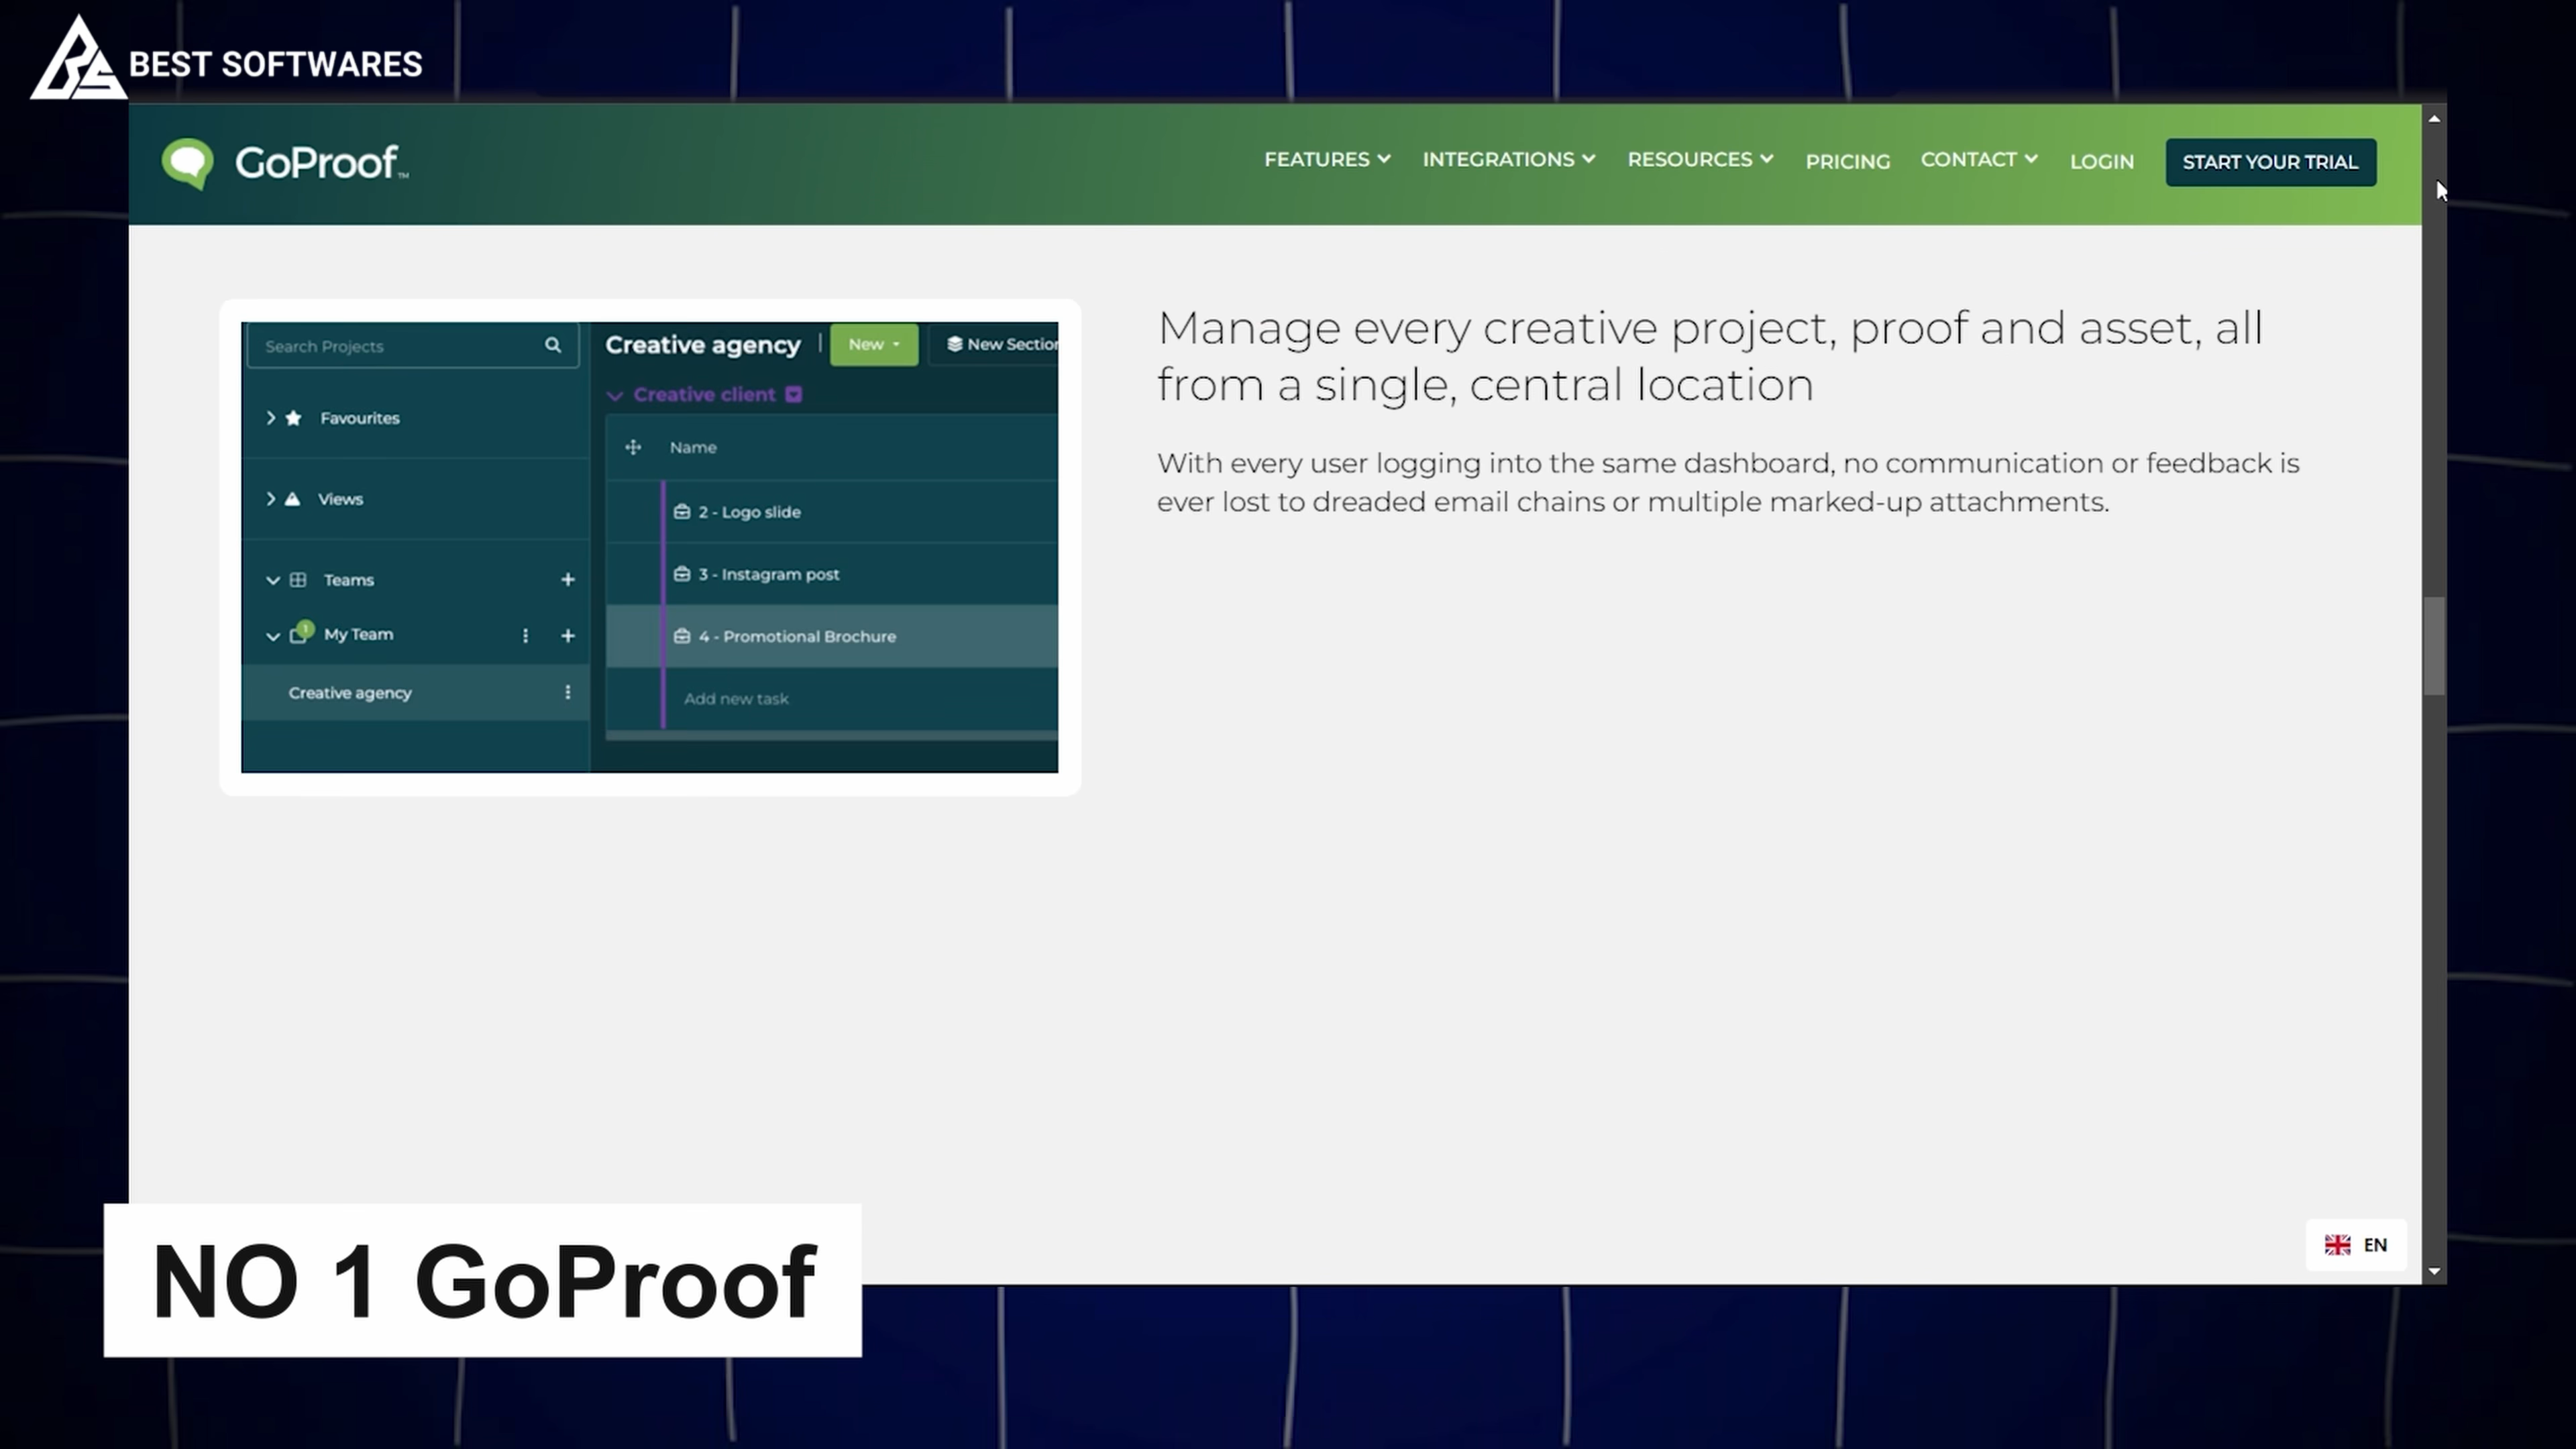 BEST SOFTWARES
GoProof™
FEATURES
INTEGRATIONS
RESOURCES
PRICING
CONTACT
LOGIN
START YOUR TRIAL
Search Projects
Favourites
Views
Teams
1
My Team
Creative agency
Creative agency
New
New Section
Creative client
Name
2 - Logo slide
3 - Instagram post
4 - Promotional Brochure
Add new task
Manage every creative project, proof and asset, all
from a single, central location
With every user logging into the same dashboard, no communication or feedback is
ever lost to dreaded email chains or multiple marked-up attachments.
EN
NO 1 GoProof